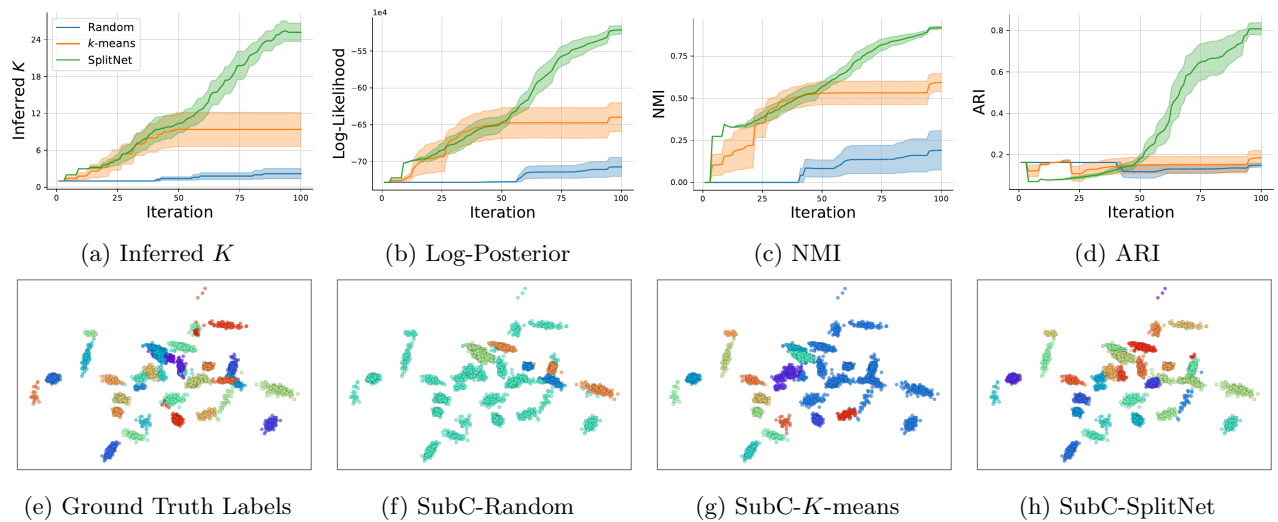 Random
k-means
SplitNet
Inferred K
24
18
12
6
0
0
25
50
75
100
Iteration
1e4
Log-Likelihood
−55
−60
−65
−70
0
25
50
75
100
Iteration
NMI
0.75
0.50
0.25
0.00
0
25
50
75
100
Iteration
ARI
0.8
0.6
0.4
0.2
0
25
50
75
100
Iteration
(a) Inferred K
(b) Log-Posterior
(c) NMI
(d) ARI
(e) Ground Truth Labels
(f) SubC-Random
(g) SubC-K-means
(h) SubC-SplitNet